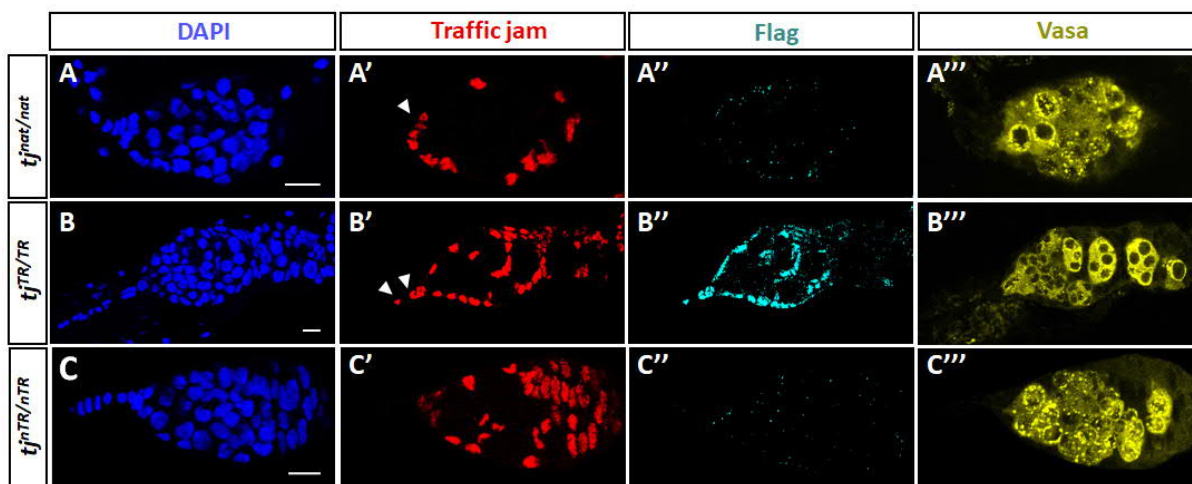 DAPI Traffic jam Flag Vasa
tj^nat/nat
A A' A'' A'''
tj^TR/TR
B B' B'' B'''
tj^nTR/nTR
C C' C'' C'''